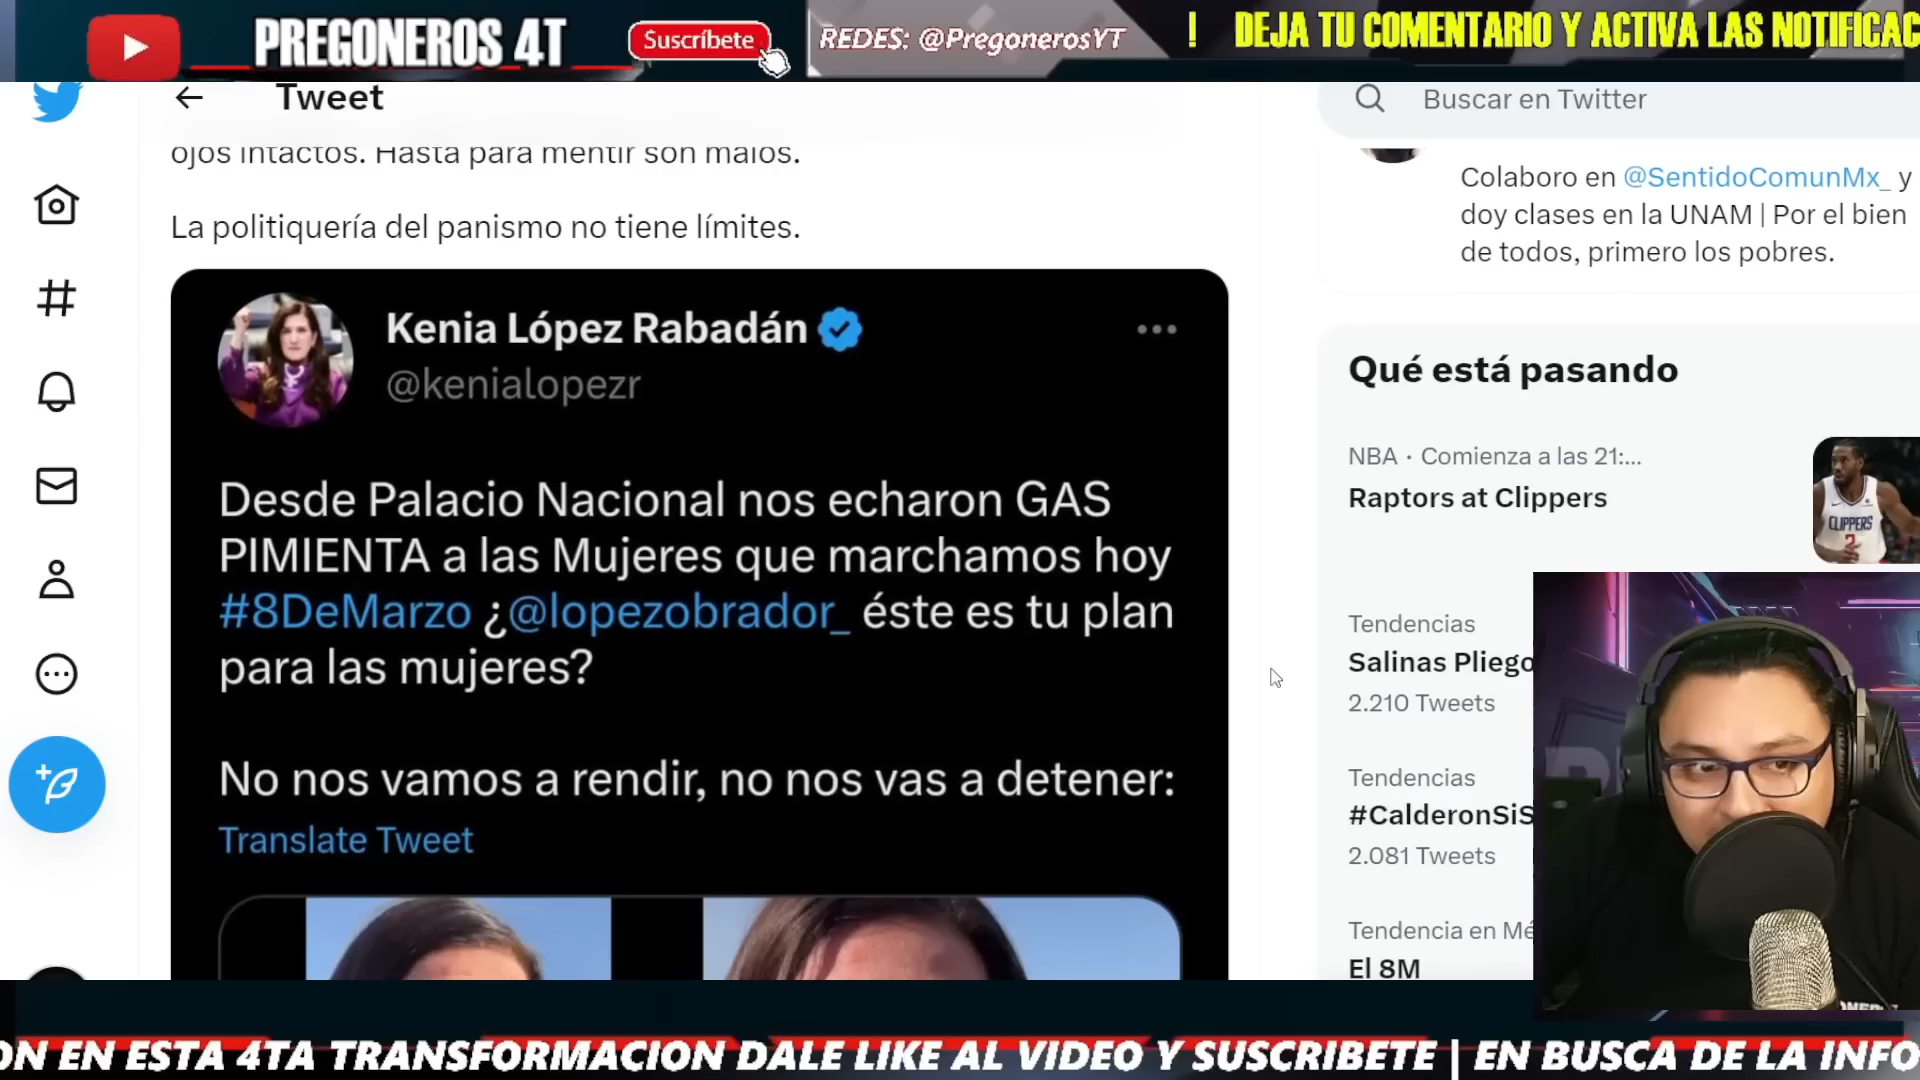 PREGONEROS 4T
Suscríbete
REDES: @PregonerosYT
! DEJA TU COMENTARIO Y ACTIVA LAS NOTIFICAC
Tweet
Buscar en Twitter
ojos intactos. Hasta para mentir son malos.
La politiquería del panismo no tiene límites.
Kenia López Rabadán
@kenialopezr
Desde Palacio Nacional nos echaron GAS
PIMIENTA a las Mujeres que marchamos hoy
#8DeMarzo ¿@lopezobrador_ éste es tu plan
para las mujeres?
No nos vamos a rendir, no nos vas a detener:
Translate Tweet
Colaboro en @SentidoComunMx_ y
doy clases en la UNAM | Por el bien
de todos, primero los pobres.
Qué está pasando
NBA · Comienza a las 21:...
Raptors at Clippers
CLIPPERS
2
Tendencias
Salinas Pliego
2.210 Tweets
Tendencias
#CalderonSiS
2.081 Tweets
Tendencia en Mé
El 8M
ON EN ESTA 4TA TRANSFORMACION DALE LIKE AL VIDEO Y SUSCRIBETE | EN BUSCA DE LA INFO